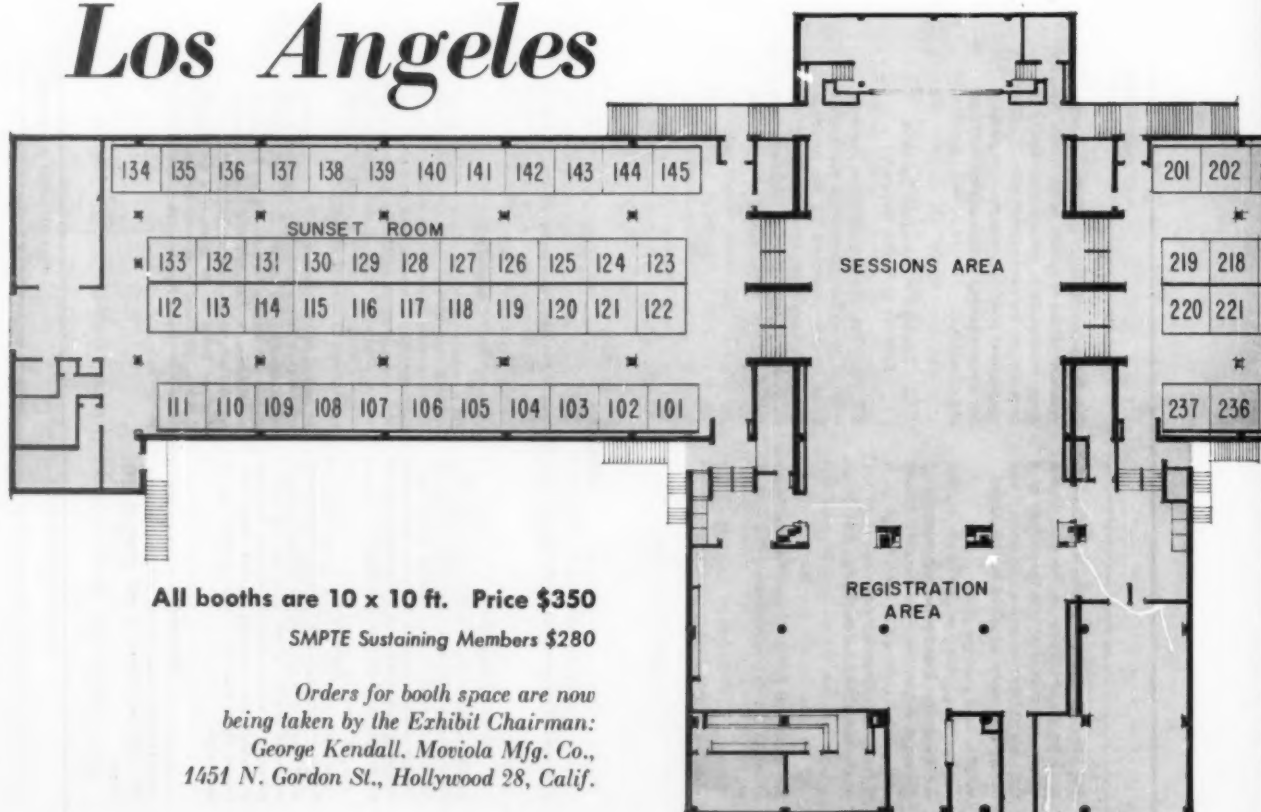 Los Angeles
134 135 136 137 138 139 140 141 142 143 144 145
201 202
SUNSET ROOM
133 132 131 130 129 128 127 126 125 124 123
SESSIONS AREA
219 218
112 113 114 115 116 117 118 119 120 121 122
220 221
111 110 109 108 107 106 105 104 103 102 101
237 236
All booths are 10 x 10 ft. Price $350
SMPTE Sustaining Members $280
Orders for booth space are now
being taken by the Exhibit Chairman:
George Kendall. Moviola Mfg. Co.,
1451 N. Gordon St., Hollywood 28, Calif.
REGISTRATION
AREA